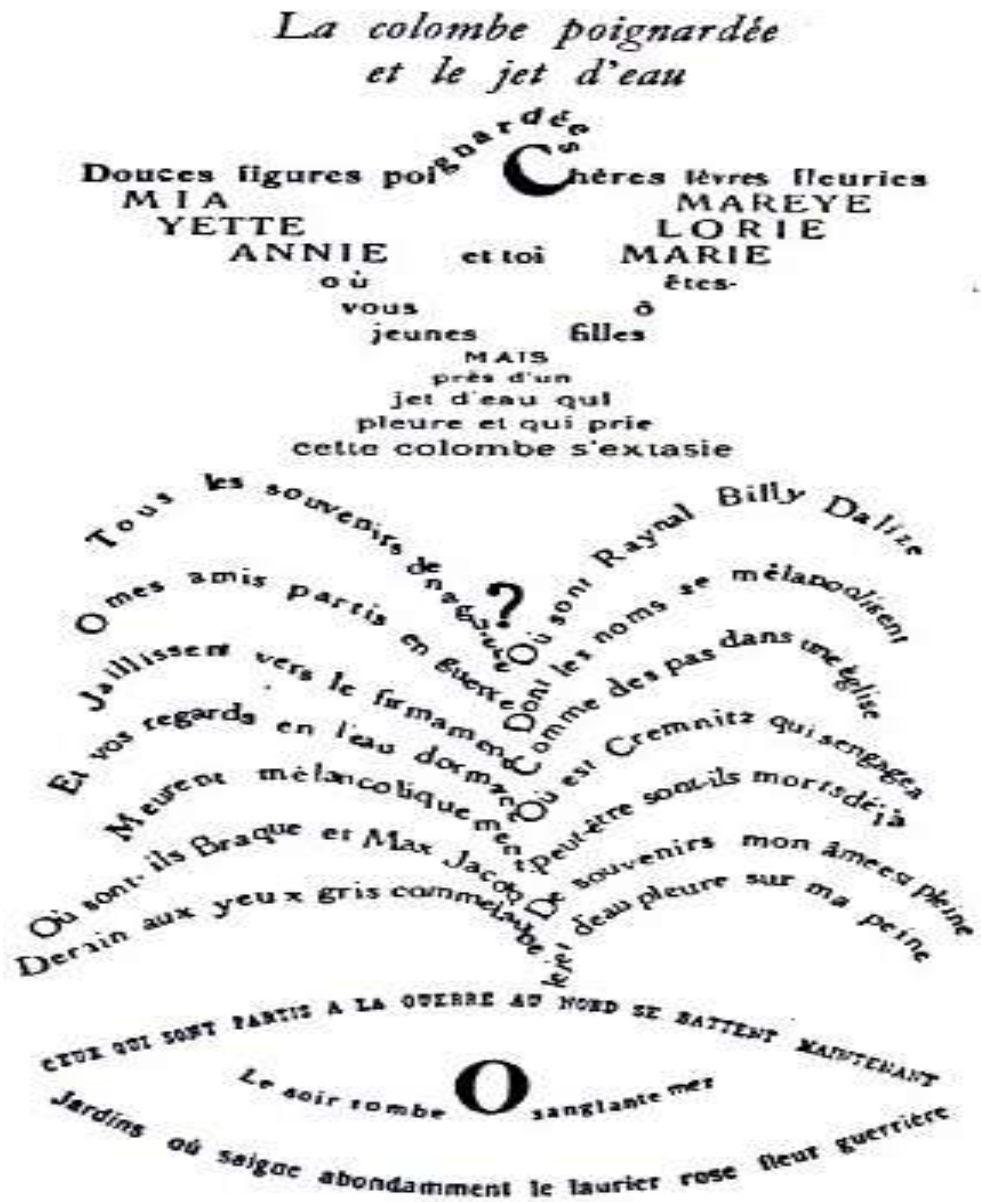 La colombe poignardée
et le jet d'eau
Douces figures poignardées Chères lèvres fleuries
MIA MAREYE
YETTE LORIE
ANNIE et toi MARIE
où êtes-
vous ô
jeunes filles
MAIS
près d'un
jet d'eau qui
pleure et qui prie
cette colombe s'extasie
Tous les souvenirs de naguère
O mes amis partis en guerre
Jaillissent vers le firmament
Et vos regards en l'eau dormant
Meurent mélancoliquement
Où sont-ils Braque et Max Jacob
Derain aux yeux gris comme l'aube
?
Où sont Raynal Billy Dalize
Dont les noms se mélancolisent
Comme des pas dans une église
Où est Cremnitz qui s'engagea
Peut-être sont-ils morts déjà
De souvenirs mon âme est pleine
le jet d'eau pleure sur ma peine
CEUX QUI SONT PARTIS A LA GUERRE AU NORD SE BATTENT MAINTENANT
Le soir tombe O sanglante mer
Jardins où saigne abondamment le laurier rose fleur guerrière